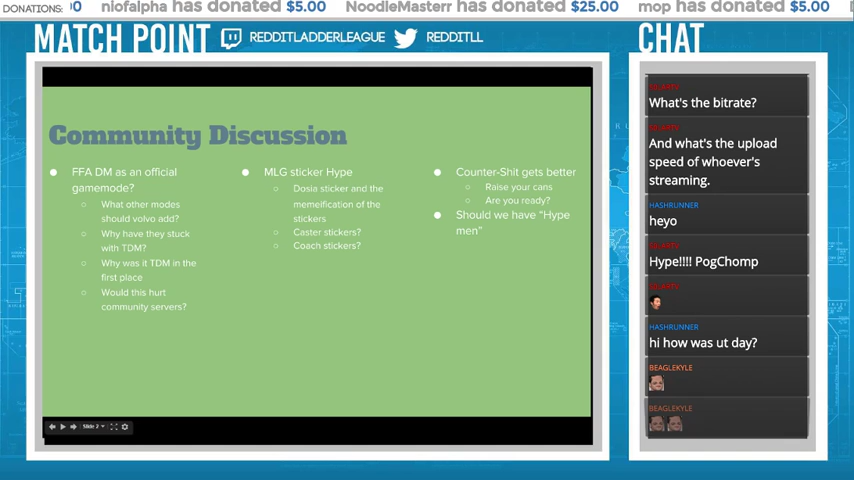 DONATIONS: 00 niofalpha has donated $5.00 NoodleMasterr has donated $25.00 mop has donated $5.00
MATCH POINT REDDITLADDERLEAGUE REDDITLL
CHAT
Community Discussion
FFA DM as an official
gamemode?
What other modes
should volvo add?
Why have they stuck
with TDM?
Why was it TDM in the
first place
Would this hurt
community servers?
MLG sticker Hype
Dosia sticker and the
memeification of the
stickers
Caster stickers?
Coach stickers?
Counter-Shit gets better
Raise your cans
Are you ready?
Should we have "Hype
men"
Slide 2
What's the bitrate?
And what's the upload
speed of whoever's
streaming.
HASHRUNNER
heyo
Hype!!!! PogChomp
HASHRUNNER
hi how was ut day?
BEAGLEKYLE
BEAGLEKYLE